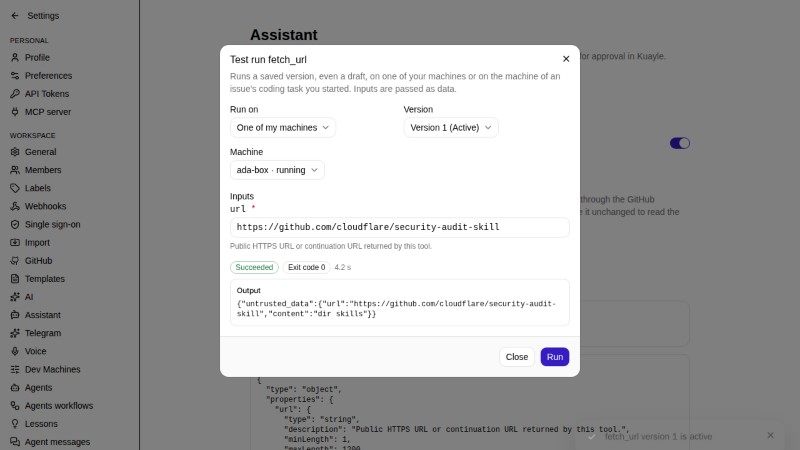 Settings
PERSONAL
Profile
Preferences
API Tokens
MCP server
WORKSPACE
General
Members
Labels
Webhooks
Single sign-on
Import
GitHub
Templates
AI
Assistant
Telegram
Voice
Dev Machines
Agents
Agents workflows
Lessons
Agent messages
Assistant
for approval in Kuayle.
through the GitHub
e it unchanged to read the
Test run fetch_url
Runs a saved version, even a draft, on one of your machines or on the machine of an
issue's coding task you started. Inputs are passed as data.
Run on
Version
One of my machines
Version 1 (Active)
Machine
ada-box · running
Inputs
url *
https://github.com/cloudflare/security-audit-skill
Public HTTPS URL or continuation URL returned by this tool.
Succeeded
Exit code 0
4.2 s
Output
{"untrusted_data":{"url":"https://github.com/cloudflare/security-audit-
skill","content":"dir skills"}}
Close
Run
{
"type": "object",
"properties": {
"url": {
"type": "string",
"description": "Public HTTPS URL or continuation URL returned by this tool.",
"minLength": 1,
"maxLength": 1200
fetch_url version 1 is active